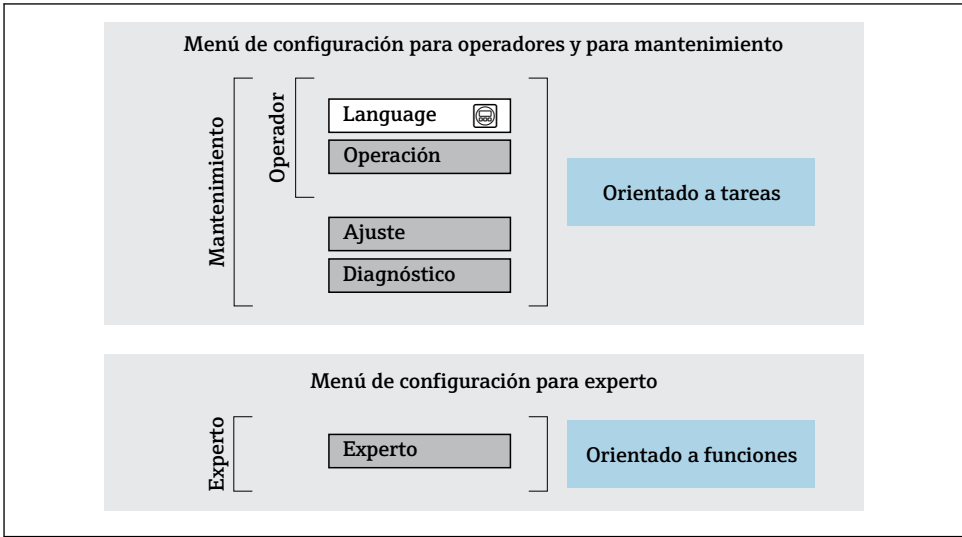 Menú de configuración para operadores y para mantenimiento
Mantenimiento
Operador
Language
Operación
Ajuste
Diagnóstico
Orientado a tareas
Menú de configuración para experto
Experto
Experto
Orientado a funciones